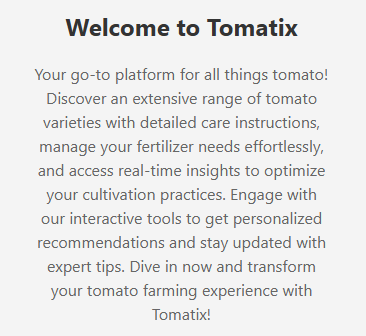 Welcome to Tomatix
Your go-to platform for all things tomato!
Discover an extensive range of tomato
varieties with detailed care instructions,
manage your fertilizer needs effortlessly,
and access real-time insights to optimize
your cultivation practices. Engage with
our interactive tools to get personalized
recommendations and stay updated with
expert tips. Dive in now and transform
your tomato farming experience with
Tomatix!